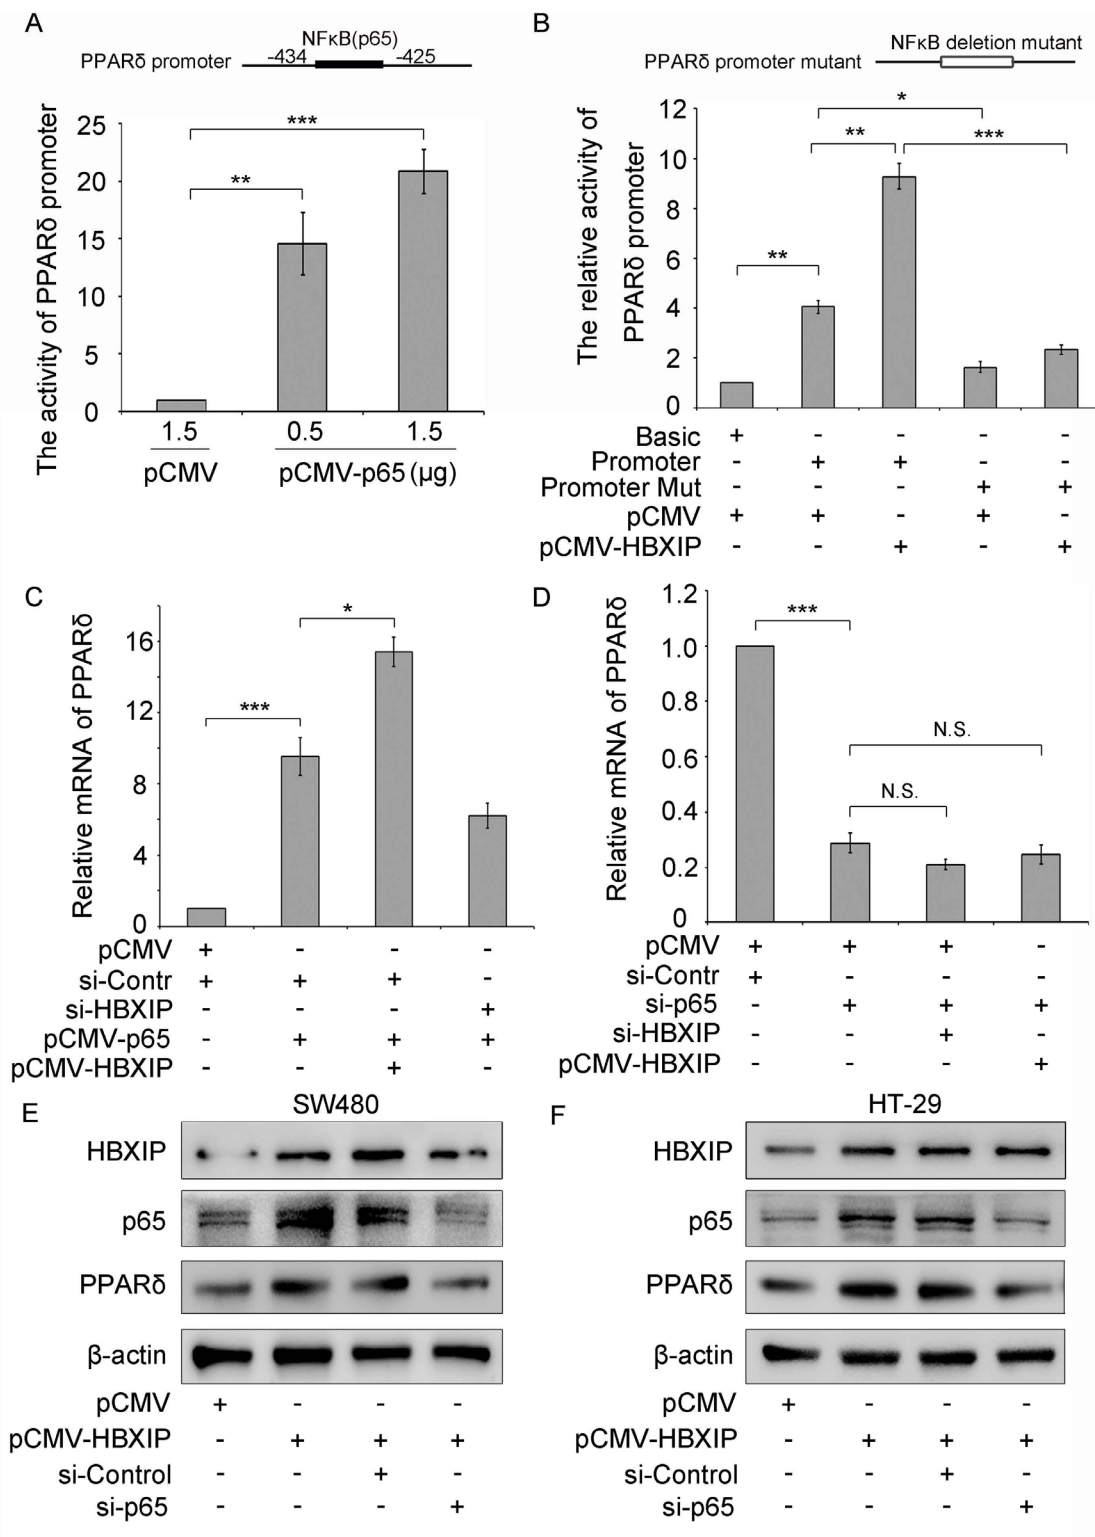 A
NFκB(p65)
PPARδ promoter -434 -425
The activity of PPARδ promoter
25
20
15
10
5
0
***
**
1.5 0.5 1.5
pCMV pCMV-p65 (μg)
B
NFκB deletion mutant
PPARδ promoter mutant
The relative activity of
PPARδ promoter
12
10
8
6
4
2
0
*
** ***
**
Basic + - - - -
Promoter - + + - -
Promoter Mut - - - + +
pCMV + + - + -
pCMV-HBXIP - - + - +
C
Relative mRNA of PPARδ
16
12
8
4
0
*
***
pCMV + - - -
si-Contr + + + -
si-HBXIP - - - +
pCMV-p65 - + + +
pCMV-HBXIP - - + -
D
Relative mRNA of PPARδ
1.2
1.0
0.8
0.6
0.4
0.2
0
***
N.S.
N.S.
pCMV + + + -
si-Contr + - - -
si-p65 - + + +
si-HBXIP - - + -
pCMV-HBXIP - - - +
E
SW480
HBXIP
p65
PPARδ
β-actin
pCMV + - - -
pCMV-HBXIP - + + +
si-Control - - + -
si-p65 - - - +
F
HT-29
HBXIP
p65
PPARδ
β-actin
pCMV + - - -
pCMV-HBXIP - + + +
si-Control - - + -
si-p65 - - - +